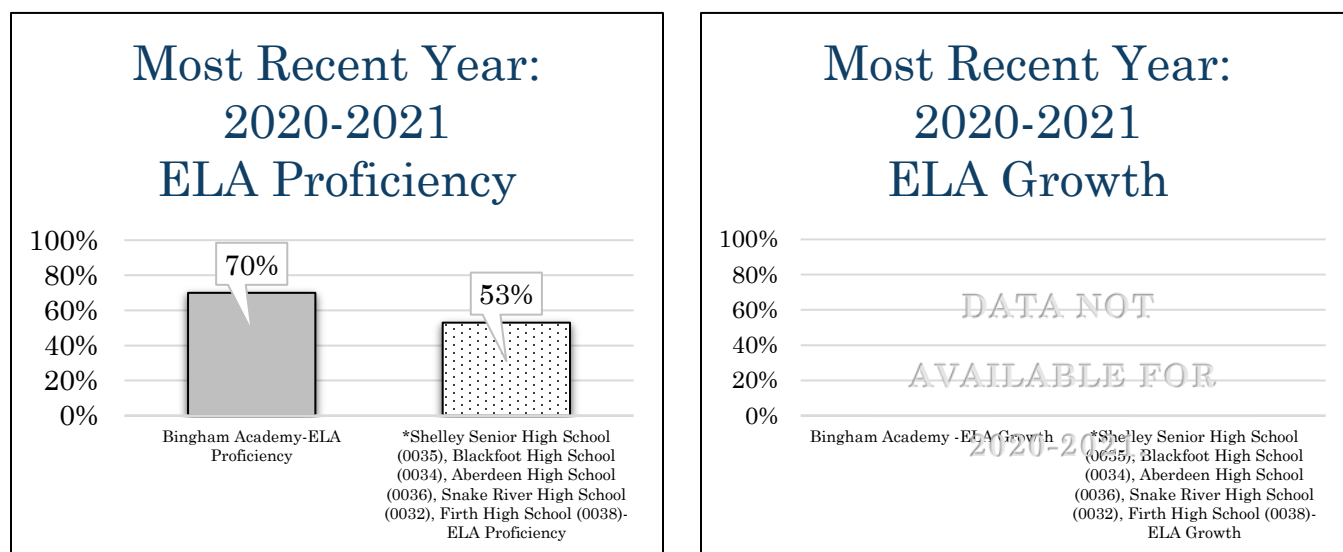 Most Recent Year:
2020-2021
ELA Proficiency
100%
80%
60%
40%
20%
0%
70%
53%
Bingham Academy-ELA
Proficiency
*Shelley Senior High School
(0035), Blackfoot High School
(0034), Aberdeen High School
(0036), Snake River High School
(0032), Firth High School (0038)-
ELA Proficiency
Most Recent Year:
2020-2021
ELA Growth
100%
80%
60%
40%
20%
0%
DATA NOT
AVAILABLE FOR
2020-2021
Bingham Academy -ELA Growth
*Shelley Senior High School
(0035), Blackfoot High School
(0034), Aberdeen High School
(0036), Snake River High School
(0032), Firth High School (0038)-
ELA Growth